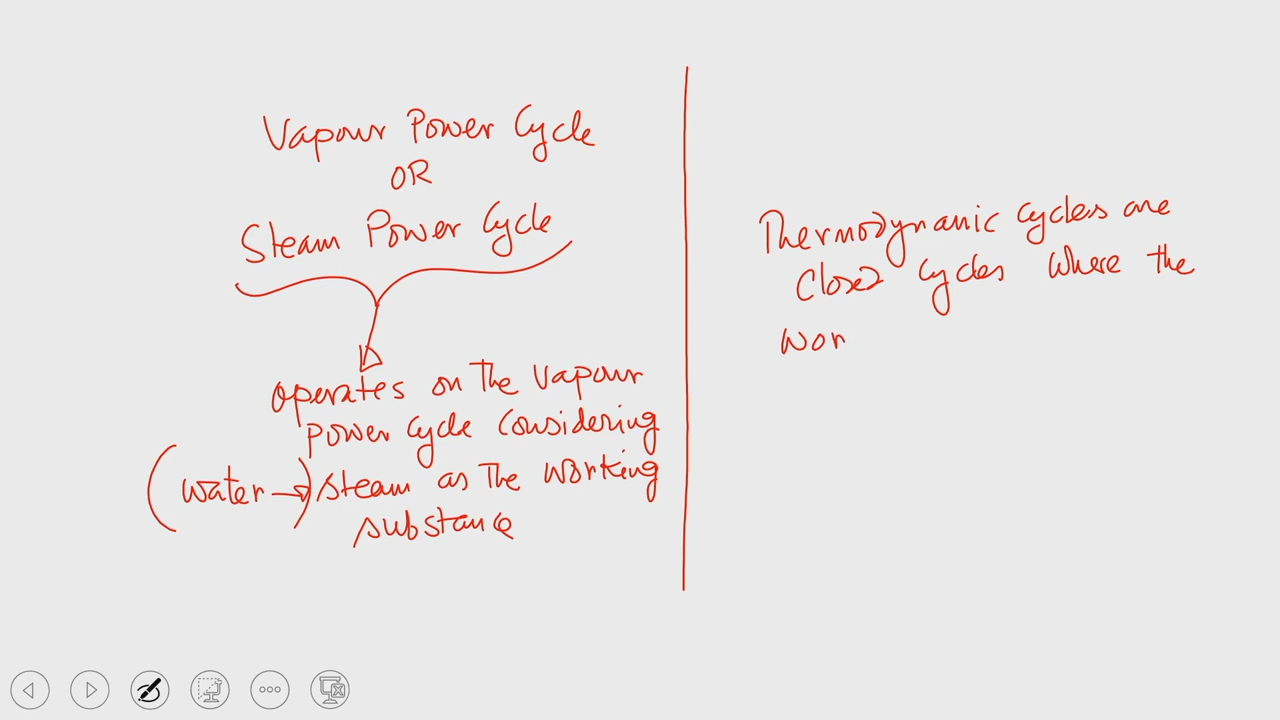 Vapour Power Cycle
OR
Steam Power Cycle
operates on the vapour
power cycle considering
(water →) steam as the working
substance
Thermodynamic cycles are
closed cycles where the
wor